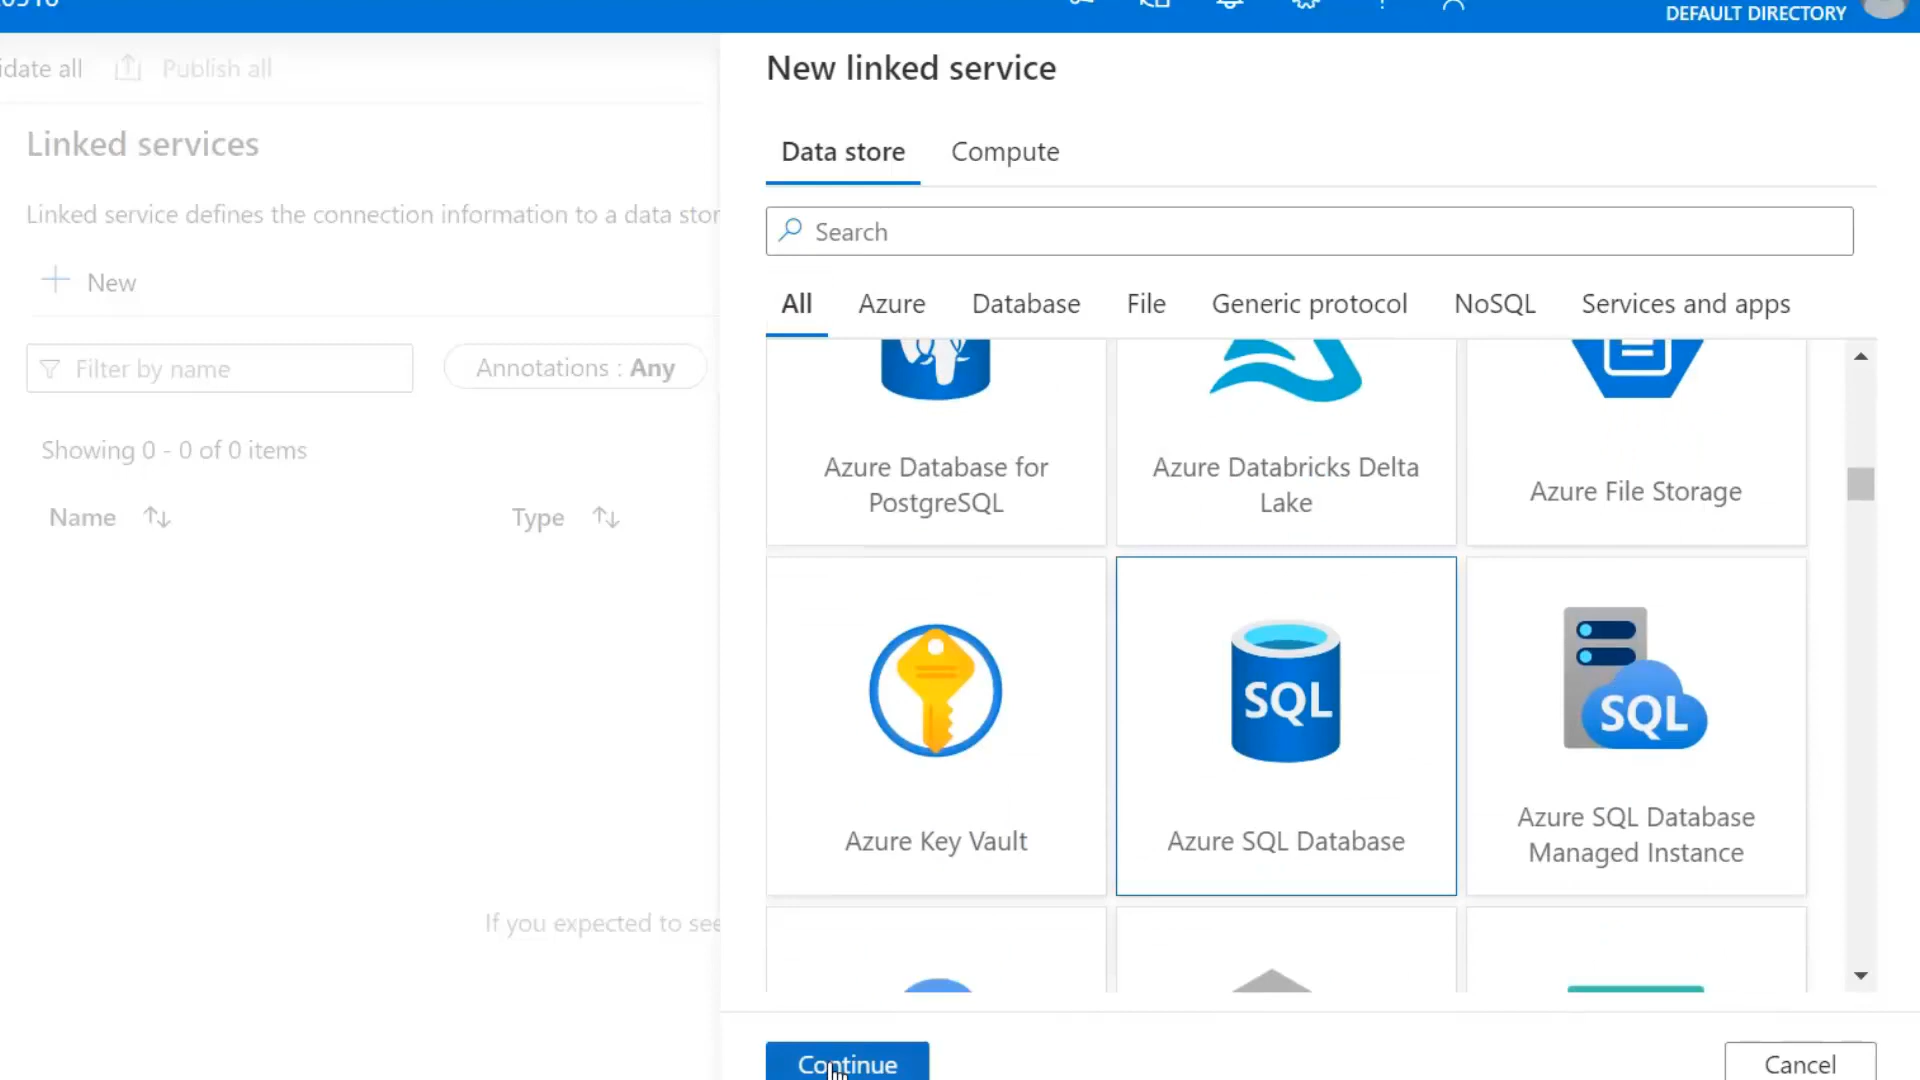 DEFAULT DIRECTORY
idate all
Publish all
Linked services
Linked service defines the connection information to a data stor
New
Filter by name
Annotations : Any
Showing 0 - 0 of 0 items
Name
Type
If you expected to see
New linked service
Data store
Compute
Search
All
Azure
Database
File
Generic protocol
NoSQL
Services and apps
Azure Database for
PostgreSQL
Azure Databricks Delta
Lake
Azure File Storage
Azure Key Vault
SQL
Azure SQL Database
SQL
Azure SQL Database
Managed Instance
Continue
Cancel